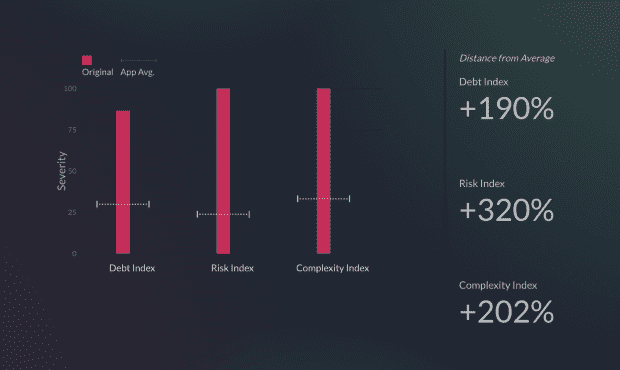 Original App Avg.
100
75
50
25
0
Severity
Debt Index Risk Index Complexity Index
Distance from Average
Debt Index
+190%
Risk Index
+320%
Complexity Index
+202%